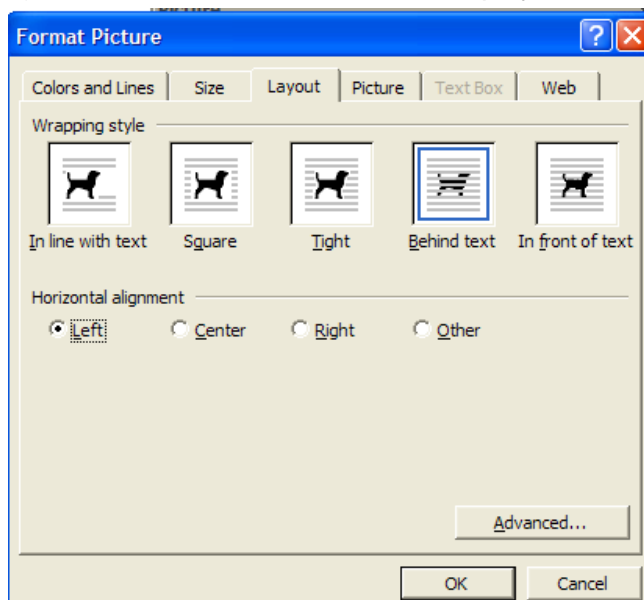 Format Picture
Colors and Lines Size Layout Picture Text Box Web
Wrapping style
In line with text Square Tight Behind text In front of text
Horizontal alignment
Left Center Right Other
Advanced...
OK Cancel